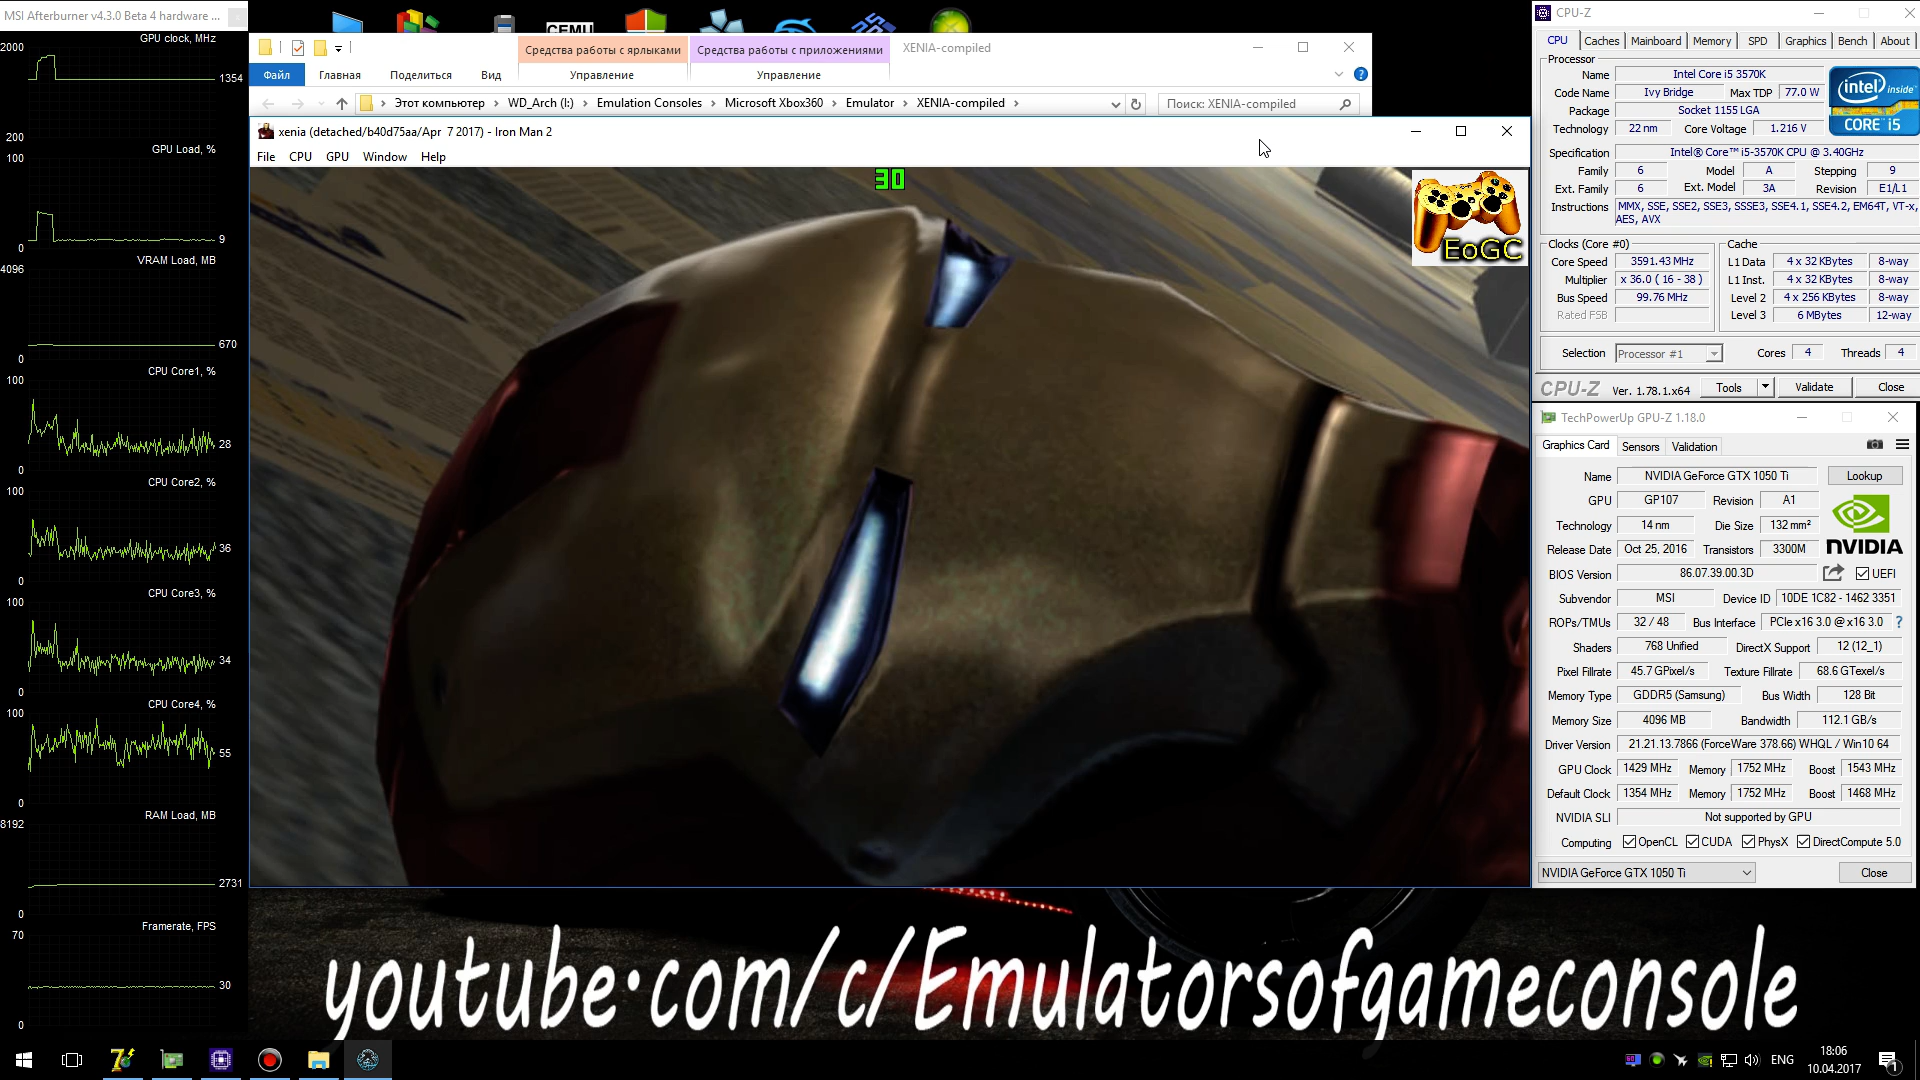 MSI Afterburner v4.3.0 Beta 4 hardware ...
GPU clock, MHz
2000
1354
200
GPU Load, %
100
9
0
VRAM Load, MB
4096
670
0
CPU Core1, %
100
28
0
CPU Core2, %
100
36
0
CPU Core3, %
100
34
0
CPU Core4, %
100
55
0
RAM Load, MB
8192
2731
0
Framerate, FPS
70
30
0
CEMU
Средства работы с ярлыками
Средства работы с приложениями
XENIA-compiled
Файл
Главная
Поделиться
Вид
Управление
Управление
Этот компьютер > WD_Arch (I:) > Emulation Consoles > Microsoft Xbox360 > Emulator > XENIA-compiled >
Поиск: XENIA-compiled
xenia (detached/b40d75aa/Apr 7 2017) - Iron Man 2
File CPU GPU Window Help
30
EoGC
CPU-Z
CPU Caches Mainboard Memory SPD Graphics Bench About
Processor
Name Intel Core i5 3570K
Code Name Ivy Bridge Max TDP 77.0 W
Package Socket 1155 LGA
Technology 22 nm Core Voltage 1.216 V
intel inside™
CORE i5
Specification Intel® Core™ i5-3570K CPU @ 3.40GHz
Family 6 Model A Stepping 9
Ext. Family 6 Ext. Model 3A Revision E1/L1
Instructions MMX, SSE, SSE2, SSE3, SSSE3, SSE4.1, SSE4.2, EM64T, VT-x,
AES, AVX
Clocks (Core #0)
Core Speed 3591.43 MHz
Multiplier x 36.0 ( 16 - 38 )
Bus Speed 99.76 MHz
Rated FSB
Cache
L1 Data 4 x 32 KBytes 8-way
L1 Inst. 4 x 32 KBytes 8-way
Level 2 4 x 256 KBytes 8-way
Level 3 6 MBytes 12-way
Selection Processor #1 Cores 4 Threads 4
CPU-Z Ver. 1.78.1.x64 Tools Validate Close
TechPowerUp GPU-Z 1.18.0
Graphics Card Sensors Validation
Name NVIDIA GeForce GTX 1050 Ti Lookup
GPU GP107 Revision A1
Technology 14 nm Die Size 132 mm²
Release Date Oct 25, 2016 Transistors 3300M
NVIDIA
BIOS Version 86.07.39.00.3D UEFI
Subvendor MSI Device ID 10DE 1C82 - 1462 3351
ROPs/TMUs 32 / 48 Bus Interface PCIe x16 3.0 @ x16 3.0 ?
Shaders 768 Unified DirectX Support 12 (12_1)
Pixel Fillrate 45.7 GPixel/s Texture Fillrate 68.6 GTexel/s
Memory Type GDDR5 (Samsung) Bus Width 128 Bit
Memory Size 4096 MB Bandwidth 112.1 GB/s
Driver Version 21.21.13.7866 (ForceWare 378.66) WHQL / Win10 64
GPU Clock 1429 MHz Memory 1752 MHz Boost 1543 MHz
Default Clock 1354 MHz Memory 1752 MHz Boost 1468 MHz
NVIDIA SLI Not supported by GPU
Computing OpenCL CUDA PhysX DirectCompute 5.0
NVIDIA GeForce GTX 1050 Ti Close
youtube.com/c/Emulatorsofgameconsole
ENG
18:06
10.04.2017
1